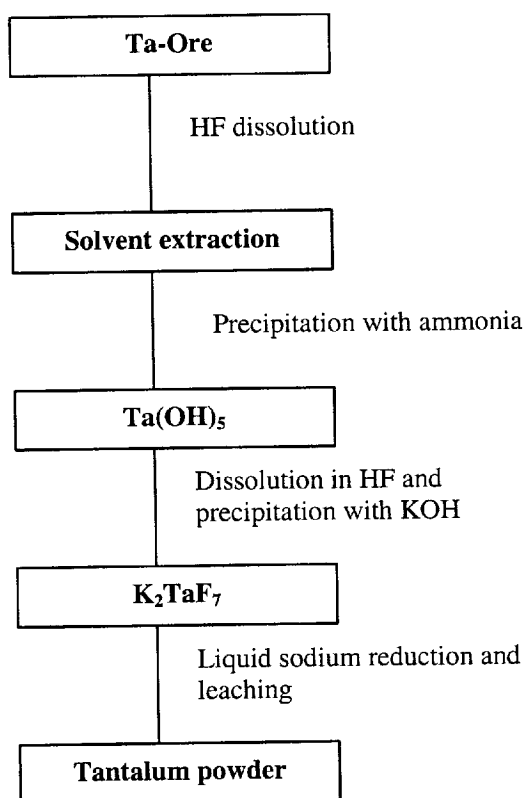 Ta-Ore
HF dissolution
Solvent extraction
Precipitation with ammonia
Ta(OH)₅
Dissolution in HF and
precipitation with KOH
K₂TaF₇
Liquid sodium reduction and
leaching
Tantalum powder